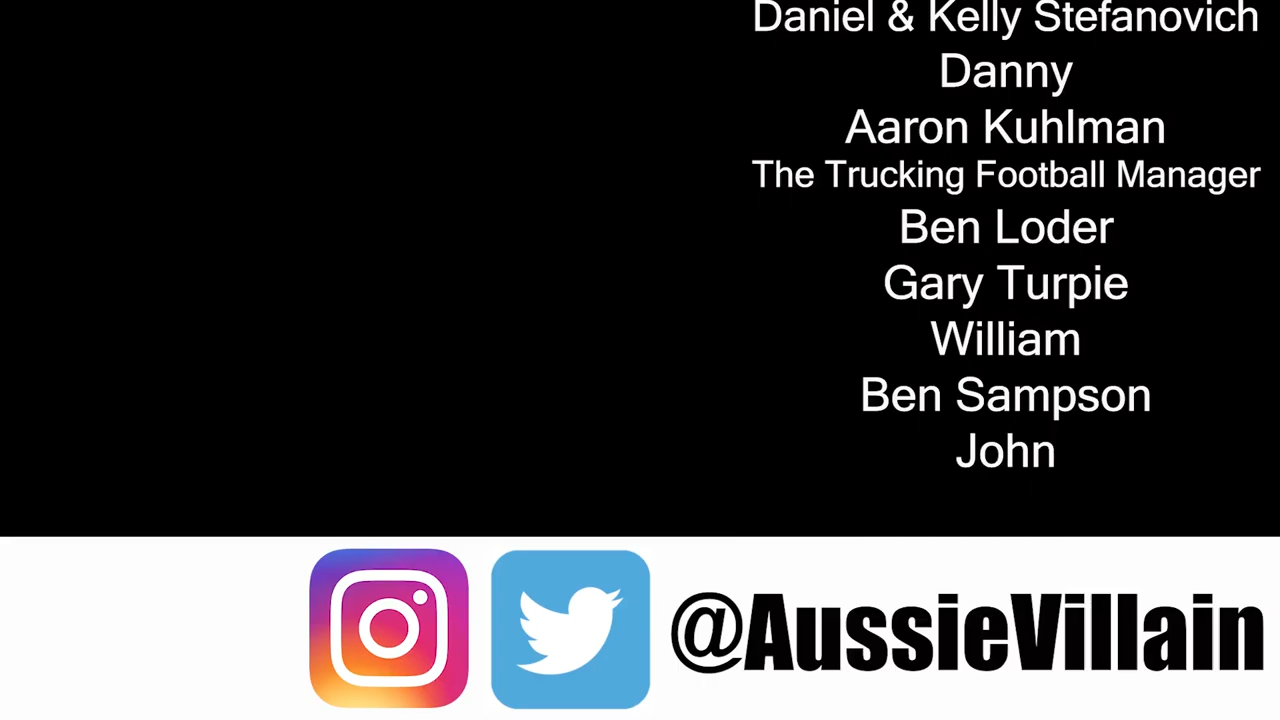 Daniel & Kelly Stefanovich
Danny
Aaron Kuhlman
The Trucking Football Manager
Ben Loder
Gary Turpie
William
Ben Sampson
John
@AussieVillain